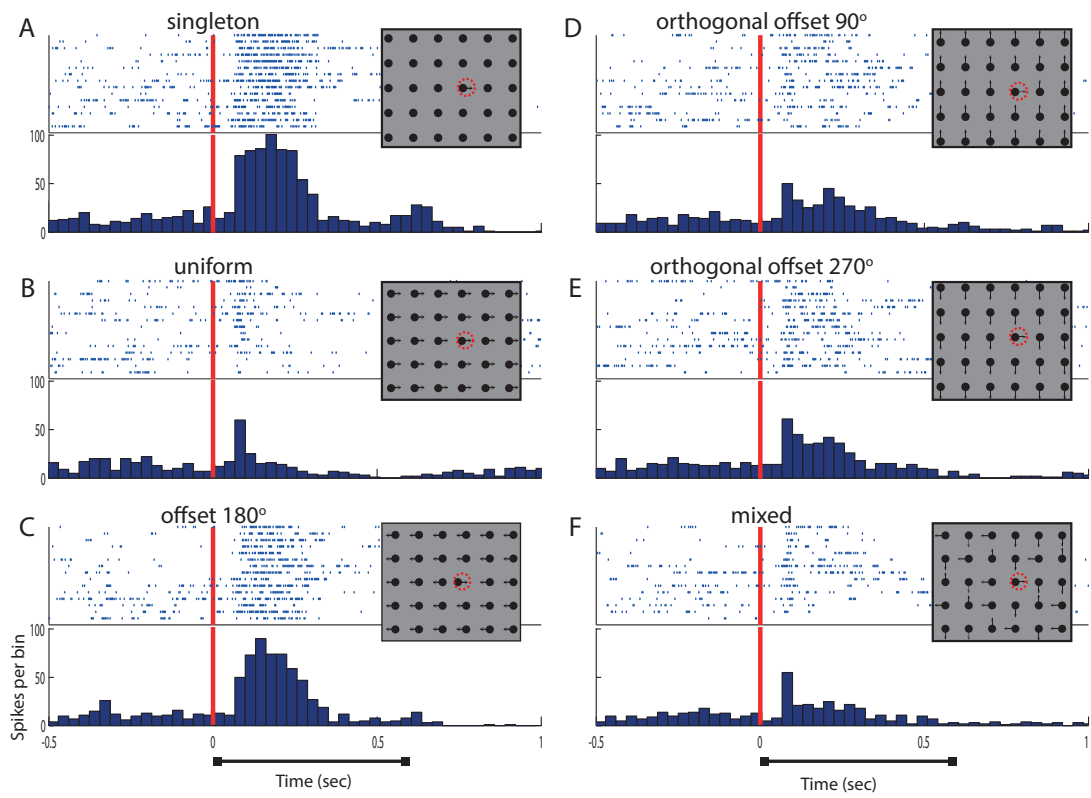 A singleton
100
50
0
B uniform
100
50
0
C offset 180°
100
50
0
Spikes per bin
-0.5 0 0.5 1
Time (sec)
D orthogonal offset 90°
E orthogonal offset 270°
F mixed
-0.5 0 0.5 1
Time (sec)